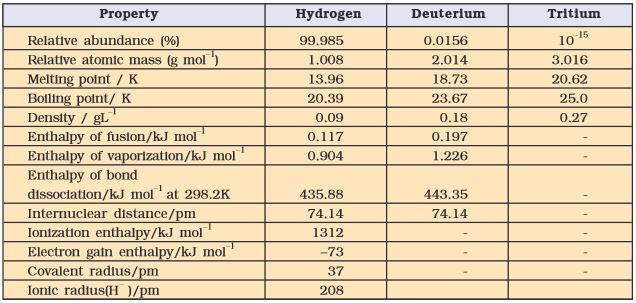 Property Hydrogen Deuterium Tritium
Relative abundance (%) 99.985 0.0156 10⁻¹⁵
Relative atomic mass (g mol⁻¹) 1.008 2.014 3.016
Melting point / K 13.96 18.73 20.62
Boiling point/ K 20.39 23.67 25.0
Density / gL⁻¹ 0.09 0.18 0.27
Enthalpy of fusion/kJ mol⁻¹ 0.117 0.197 -
Enthalpy of vaporization/kJ mol⁻¹ 0.904 1.226 -
Enthalpy of bond
dissociation/kJ mol⁻¹ at 298.2K 435.88 443.35 -
Internuclear distance/pm 74.14 74.14 -
Ionization enthalpy/kJ mol⁻¹ 1312 - -
Electron gain enthalpy/kJ mol⁻¹ –73 - -
Covalent radius/pm 37 - -
Ionic radius(H⁻)/pm 208